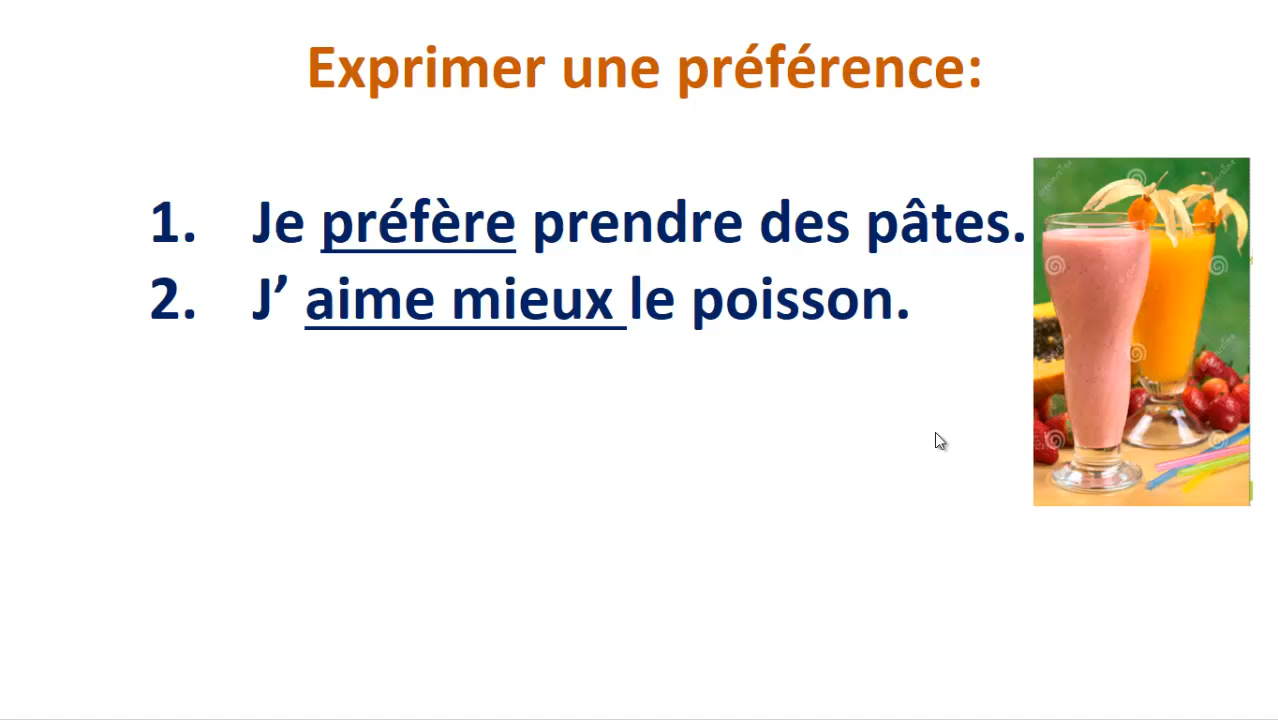 Exprimer une préférence:
1. Je préfère prendre des pâtes.
2. J’ aime mieux le poisson.